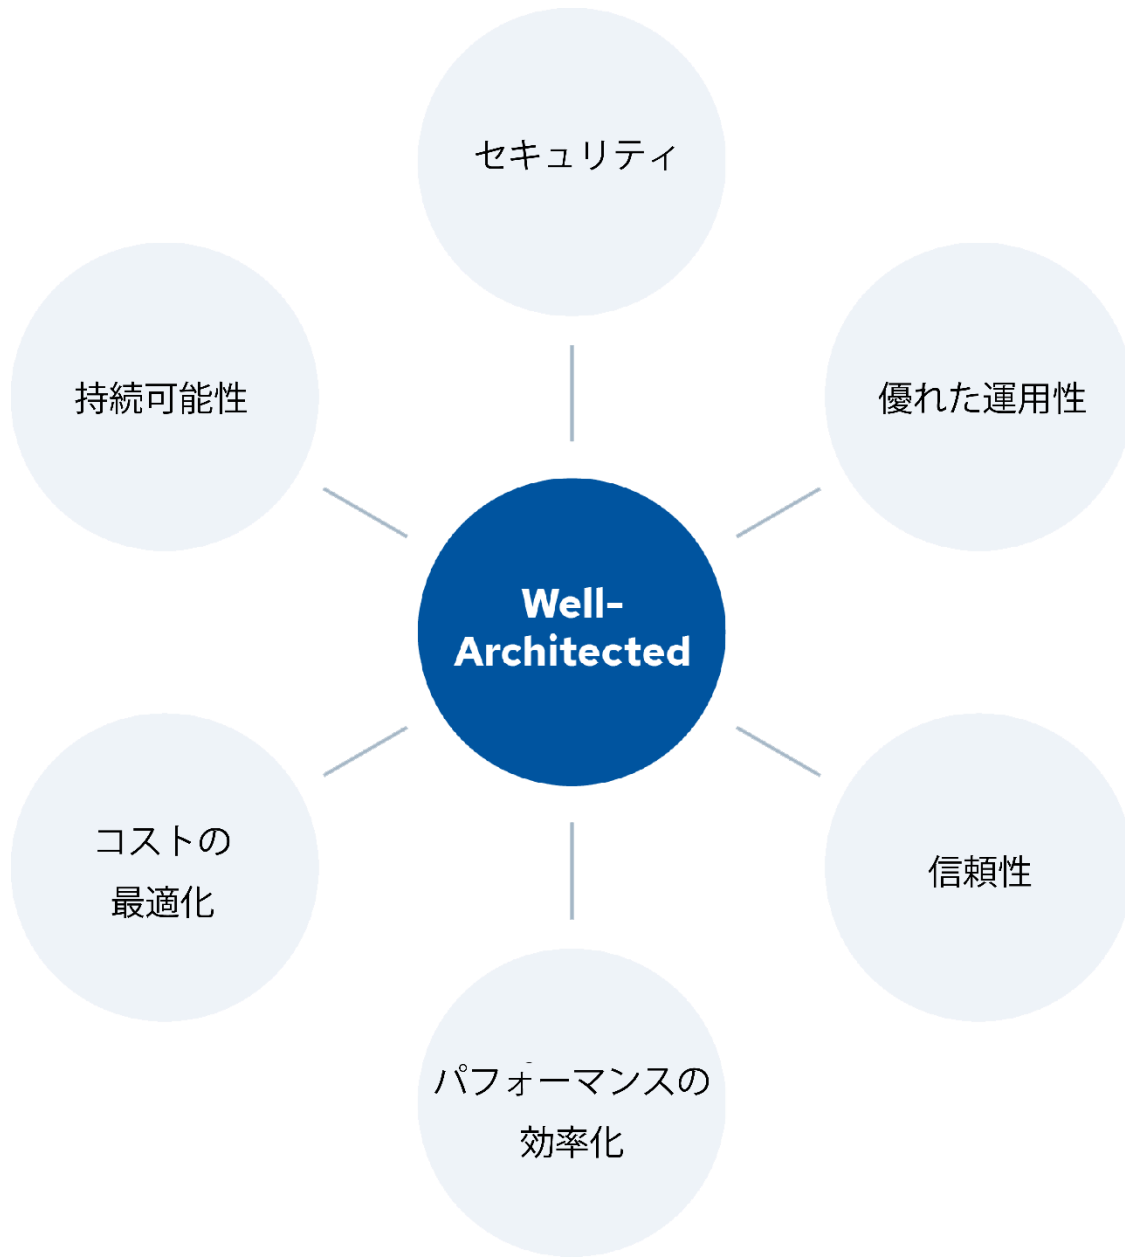 セキュリティ
持続可能性
優れた運用性
Well-
Architected
コストの
最適化
信頼性
パフォーマンスの
効率化